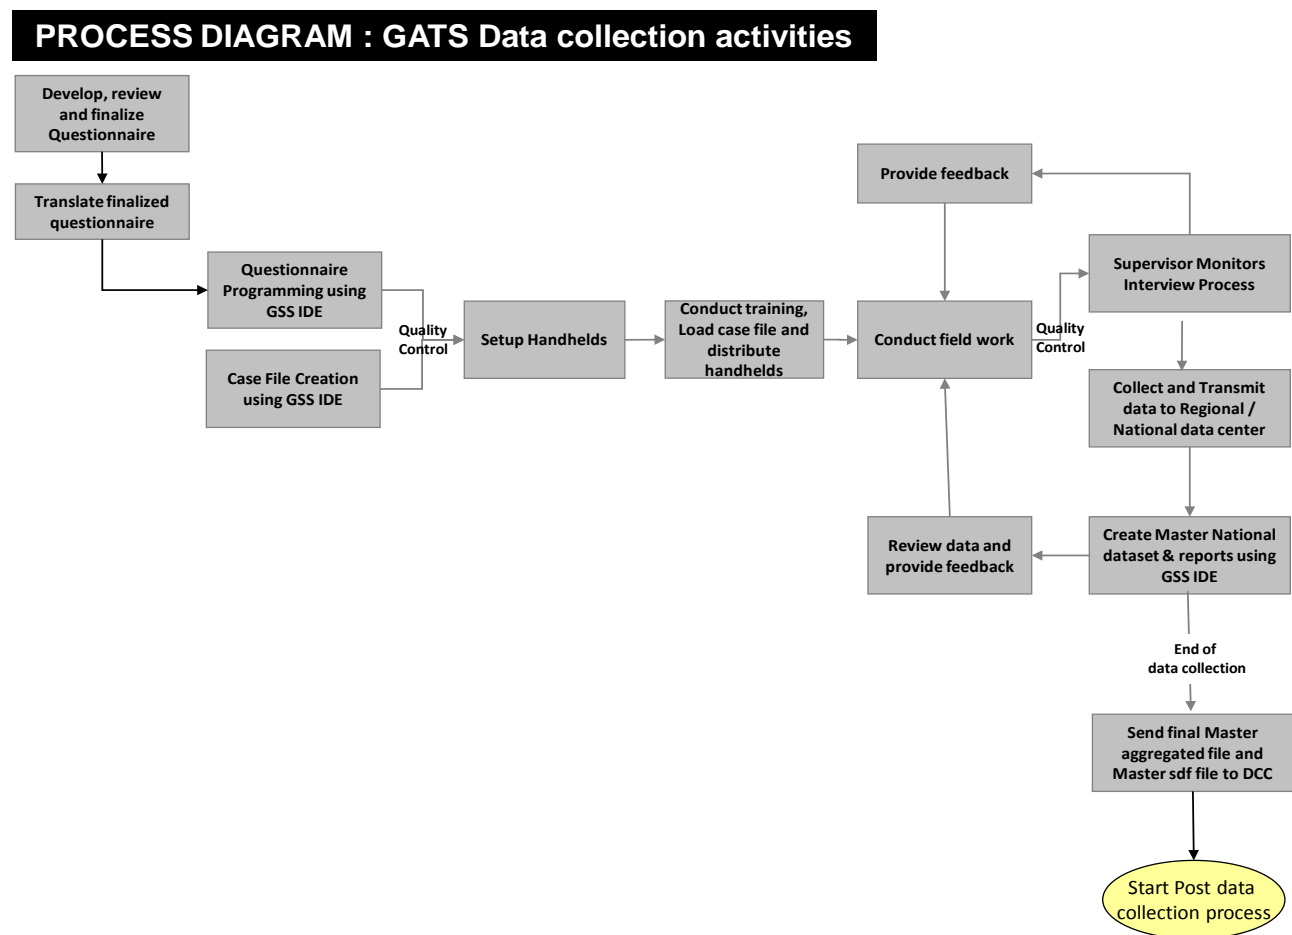 PROCESS DIAGRAM : GATS Data collection activities
Develop, review
and finalize
Questionnaire
Translate finalized
questionnaire
Questionnaire
Programming using
GSS IDE
Case File Creation
using GSS IDE
Quality
Control
Setup Handhelds
Conduct training,
Load case file and
distribute
handhelds
Provide feedback
Conduct field work
Quality
Control
Supervisor Monitors
Interview Process
Collect and Transmit
data to Regional /
National data center
Review data and
provide feedback
Create Master National
dataset & reports using
GSS IDE
End of
data collection
Send final Master
aggregated file and
Master sdf file to DCC
Start Post data
collection process